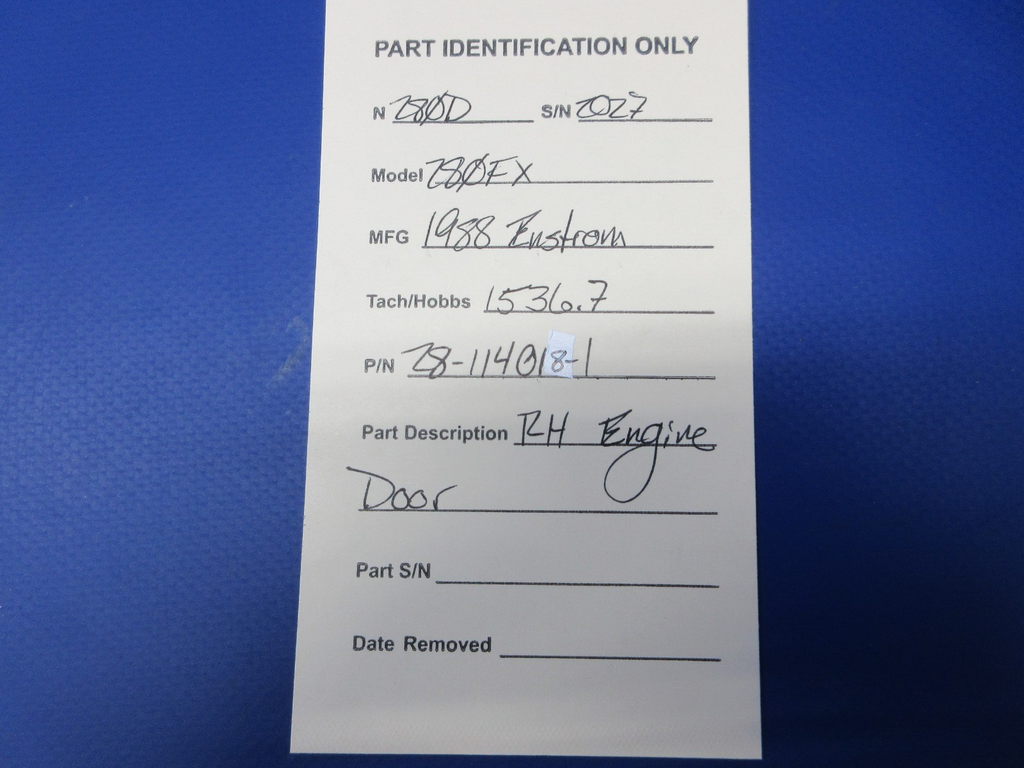 PART IDENTIFICATION ONLY
N 280D S/N 2027
Model 280FX
MFG 1988 Enstrom
Tach/Hobbs 1536.7
P/N 28-114018-1
Part Description RH Engine
Door
Part S/N
Date Removed